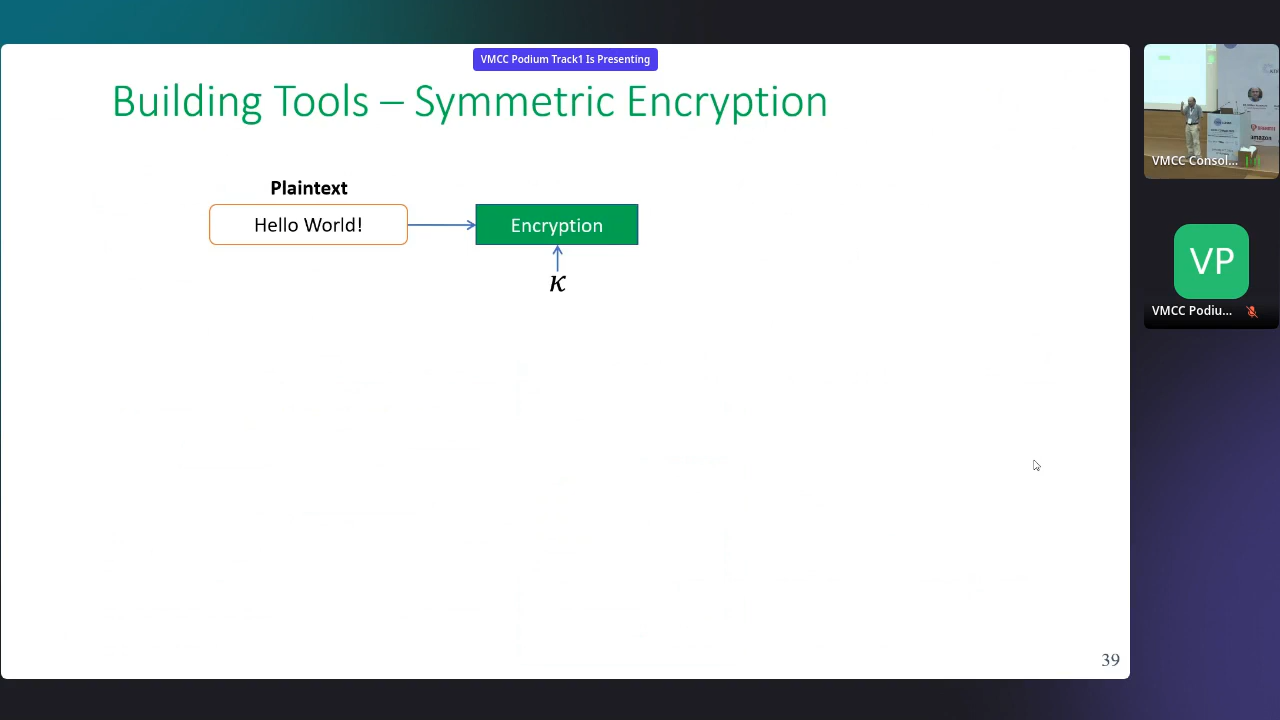 VMCC Podium Track1 Is Presenting
Building Tools – Symmetric Encryption
Plaintext
Hello World!
Encryption
κ
39
VMCC Consol...
VP
VMCC Podiu...
amazon